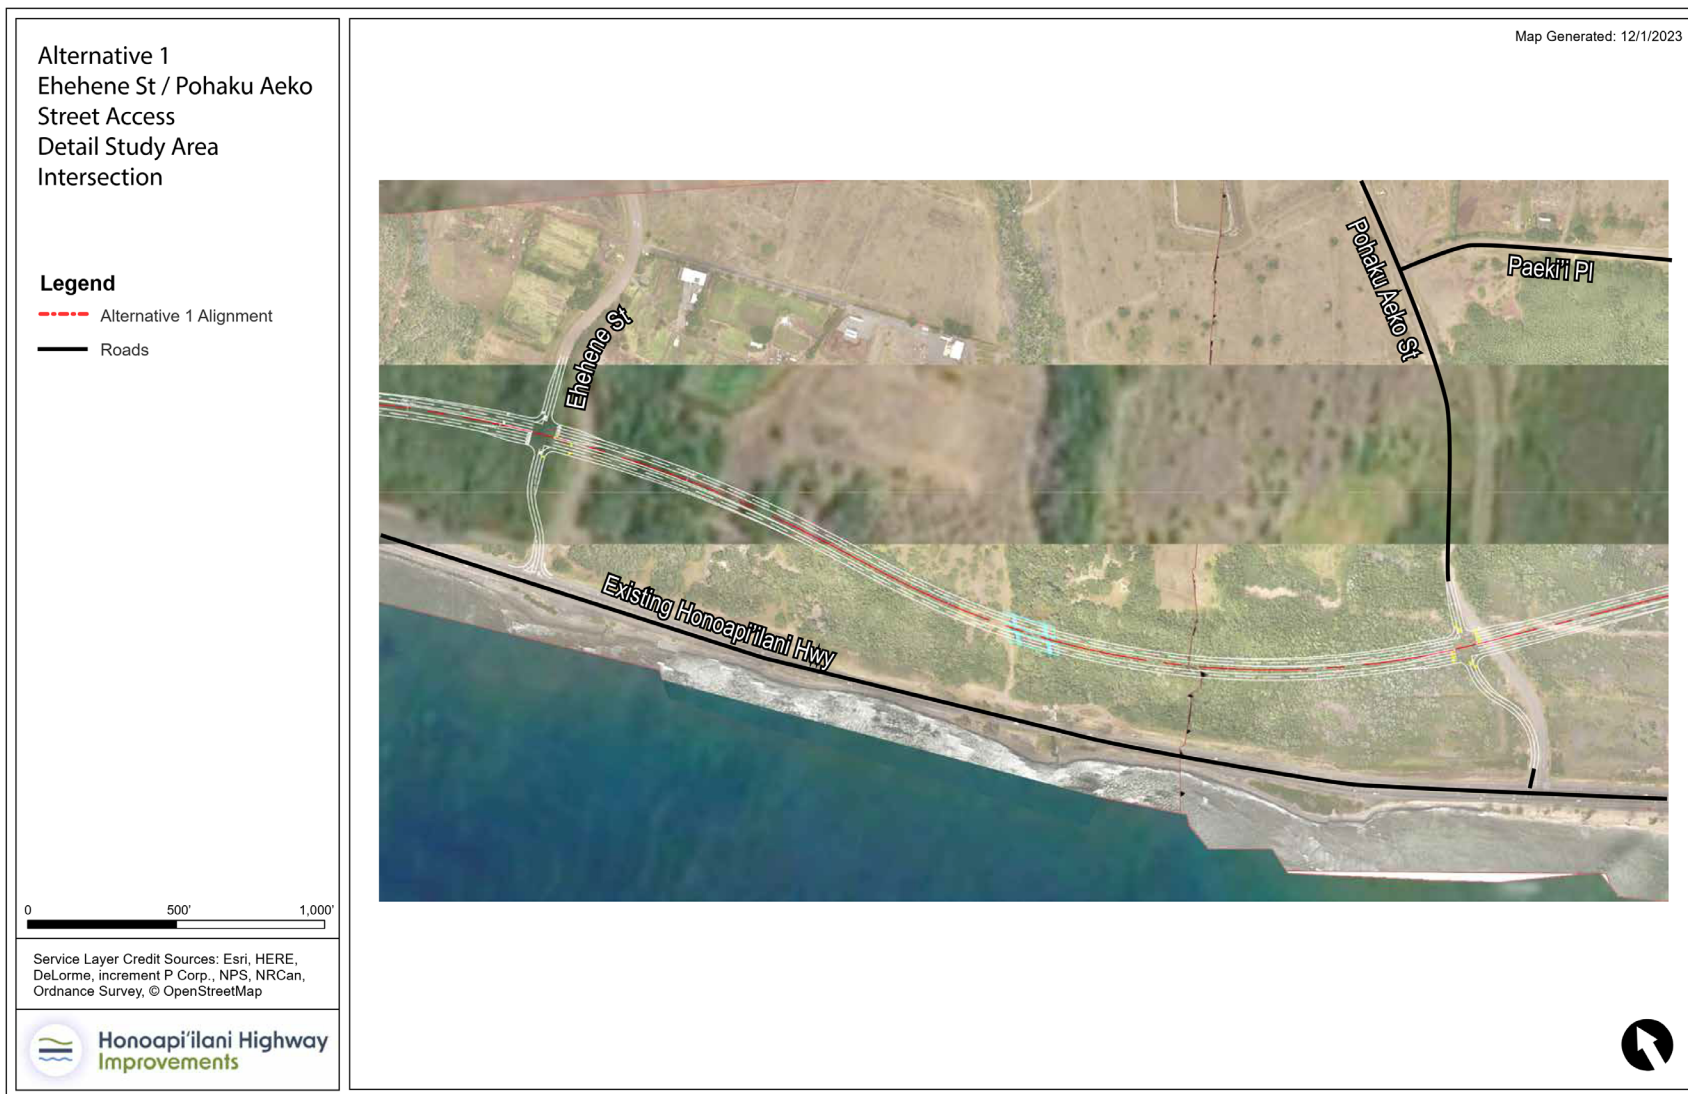 Map Generated: 12/1/2023
Alternative 1
Ehehene St / Pohaku Aeko
Street Access
Detail Study Area
Intersection
Legend
Alternative 1 Alignment
Roads
Ehehene St
Pohaku Aeko St
Paeki'i Pl
Existing Honoapi'ilani Hwy
0 500' 1,000'
Service Layer Credit Sources: Esri, HERE,
DeLorme, increment P Corp., NPS, NRCan,
Ordnance Survey, © OpenStreetMap
Honoapiʻilani Highway
Improvements